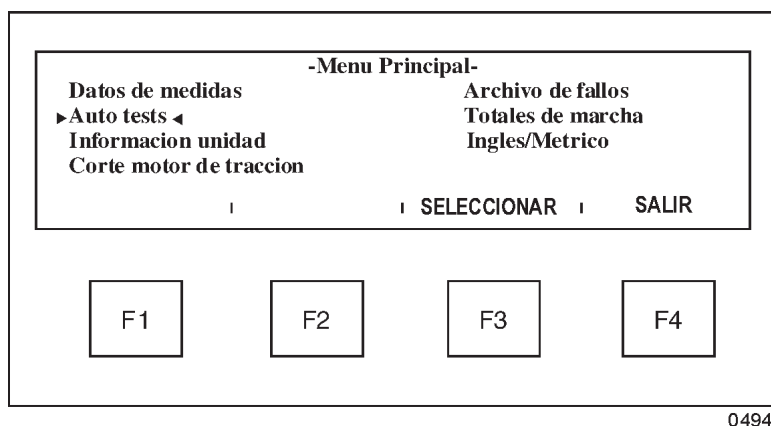 -Menu Principal-
Datos de medidas Archivo de fallos
▶Auto tests◀ Totales de marcha
Informacion unidad Ingles/Metrico
Corte motor de traccion
SELECCIONAR SALIR
F1 F2 F3 F4
0494